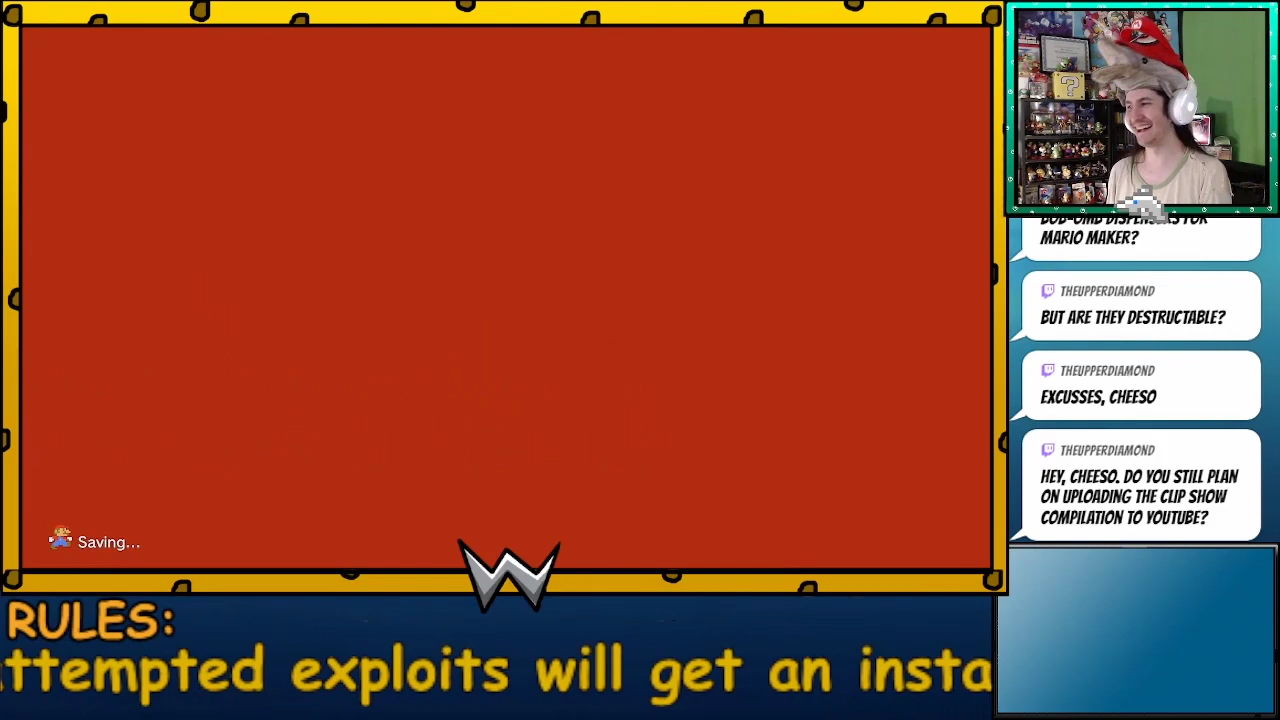 MARIO MAKER?
THEUPPERDIAMOND
BUT ARE THEY DESTRUCTABLE?
THEUPPERDIAMOND
EXCUSSES, CHEESO
THEUPPERDIAMOND
HEY, CHEESO. DO YOU STILL PLAN
ON UPLOADING THE CLIP SHOW
COMPILATION TO YOUTUBE?
Saving...
W
RULES:
ttempted exploits will get an insta